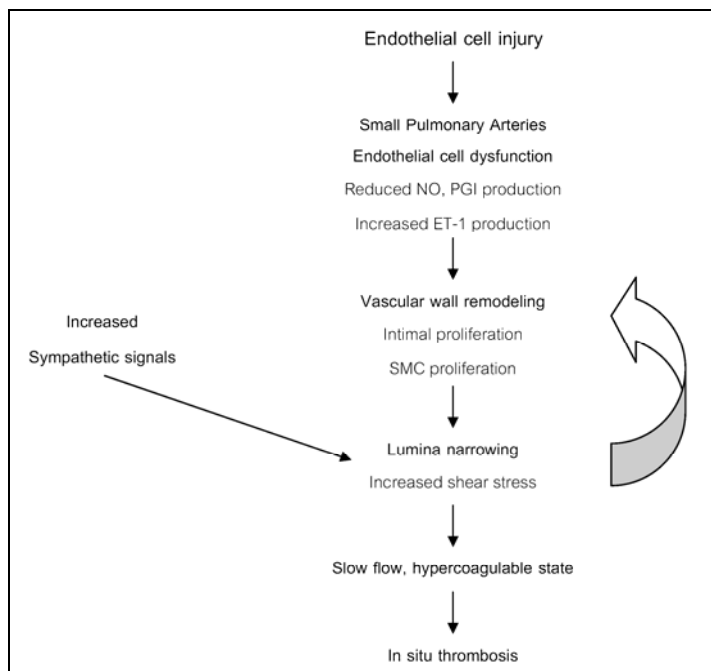 Endothelial cell injury
Small Pulmonary Arteries
Endothelial cell dysfunction
Reduced NO, PGI production
Increased ET-1 production
Vascular wall remodeling
Intimal proliferation
SMC proliferation
Increased
Sympathetic signals
Lumina narrowing
Increased shear stress
Slow flow, hypercoagulable state
In situ thrombosis